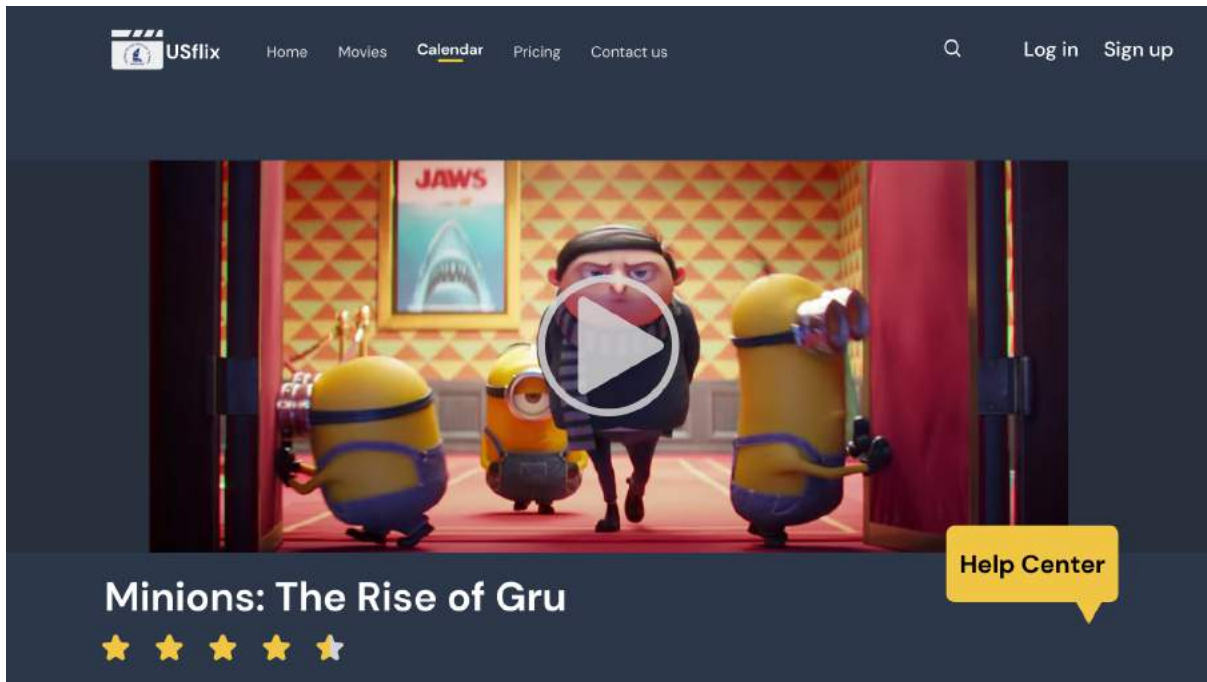 USflix Home Movies Calendar Pricing Contact us Log in Sign up
JAWS
Help Center
Minions: The Rise of Gru